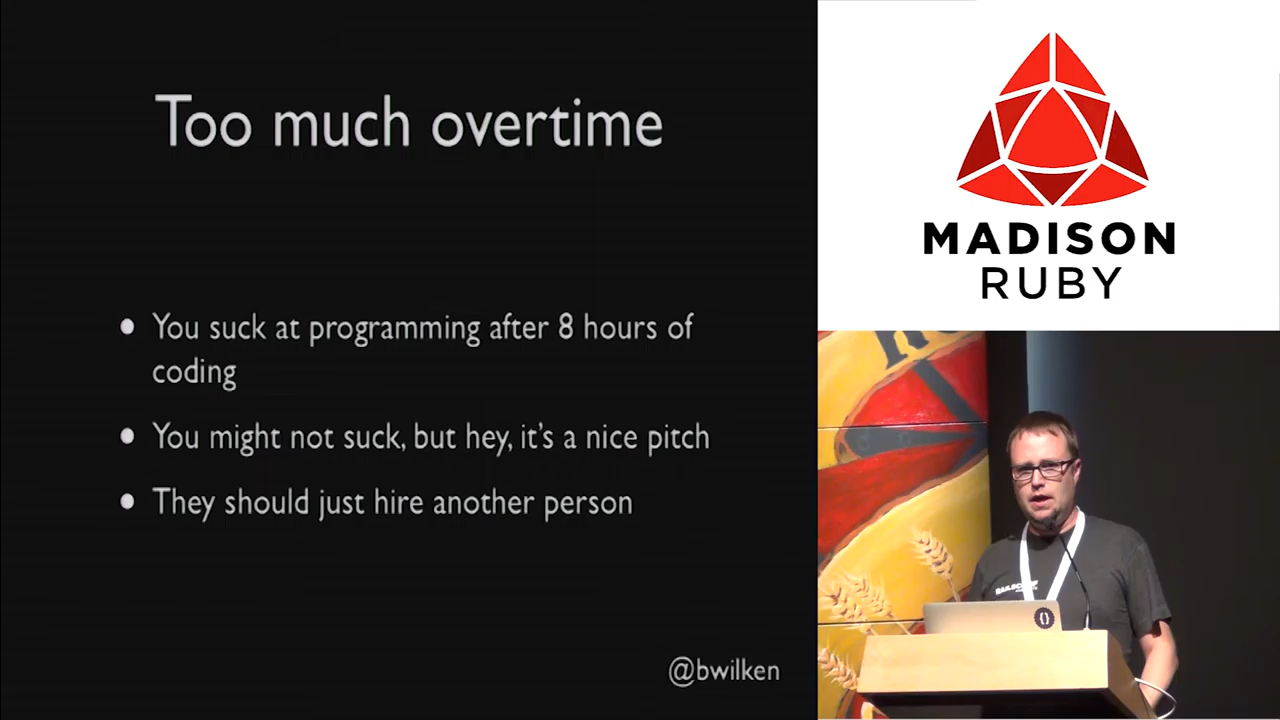 Too much overtime
• You suck at programming after 8 hours of
coding
• You might not suck, but hey, it's a nice pitch
• They should just hire another person
@bwilken
MADISON
RUBY